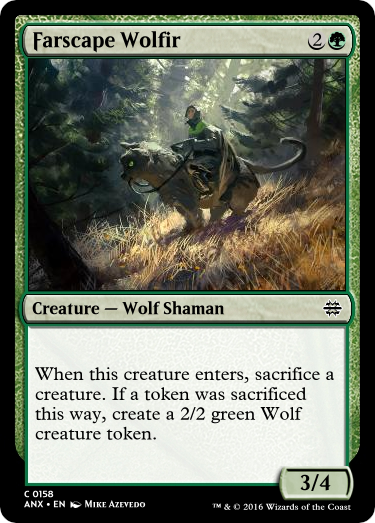 Farscape Wolfir
2
Creature — Wolf Shaman
When this creature enters, sacrifice a
creature. If a token was sacrificed
this way, create a 2/2 green Wolf
creature token.
3/4
C 0158
ANX • EN Mike Azevedo
™ & © 2016 Wizards of the Coast